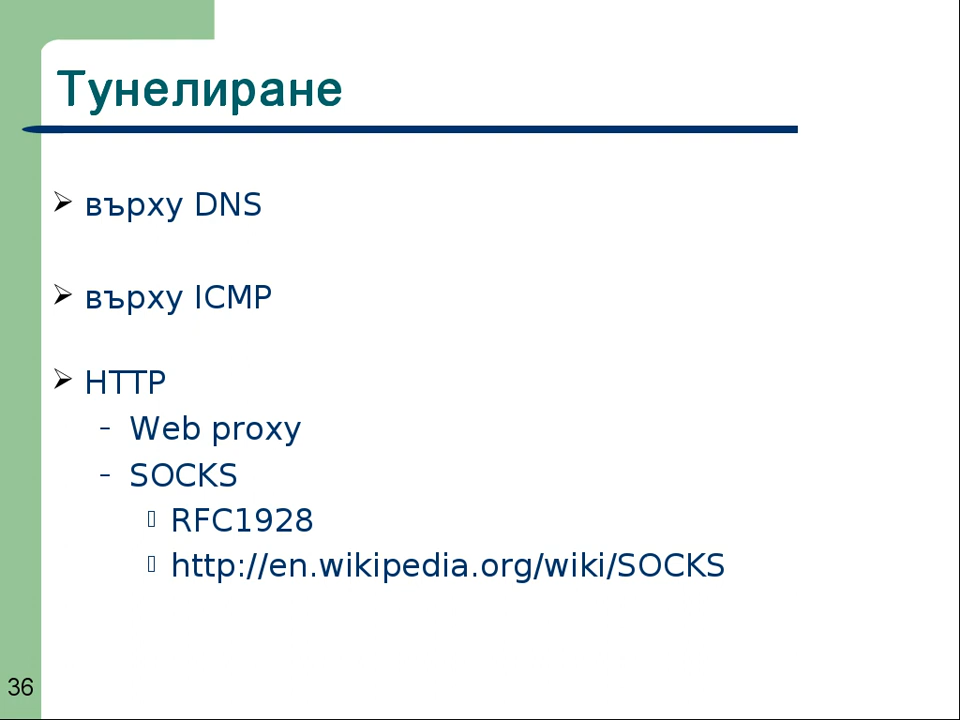 Тунелиране
върху DNS
върху ICMP
HTTP
– Web proxy
– SOCKS
RFC1928
http://en.wikipedia.org/wiki/SOCKS
36